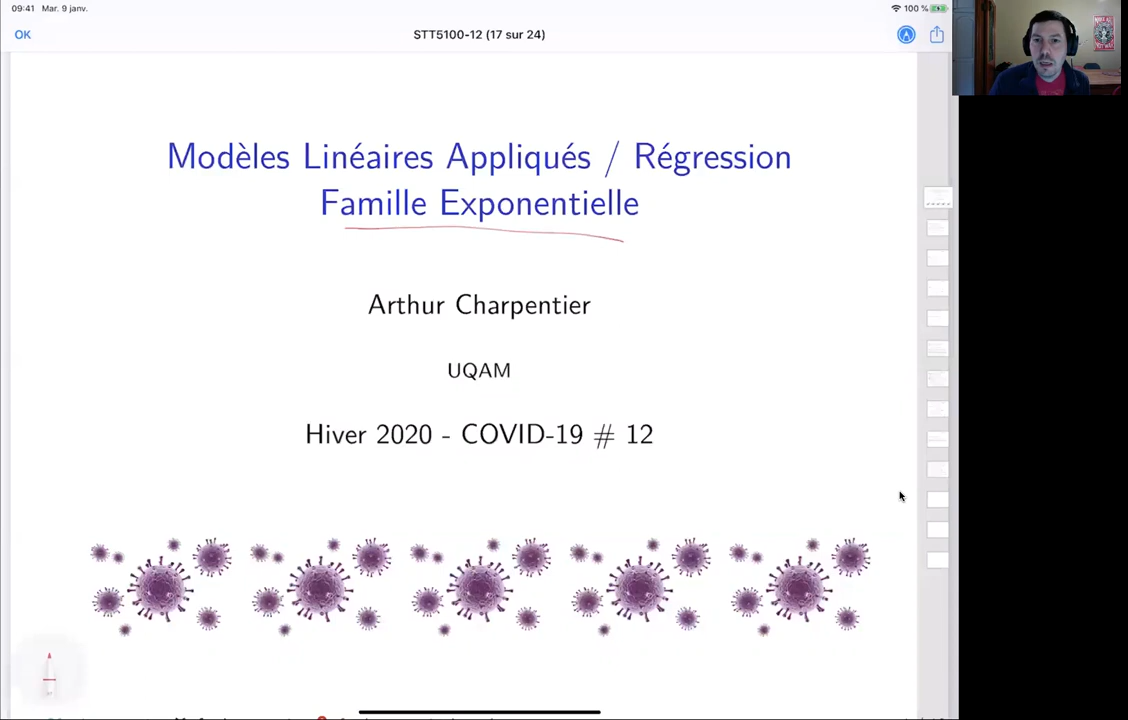 09:41 Mar. 9 janv.
100 %
OK
STT5100-12 (17 sur 24)
Modèles Linéaires Appliqués / Régression
Famille Exponentielle
Arthur Charpentier
UQAM
Hiver 2020 - COVID-19 # 12